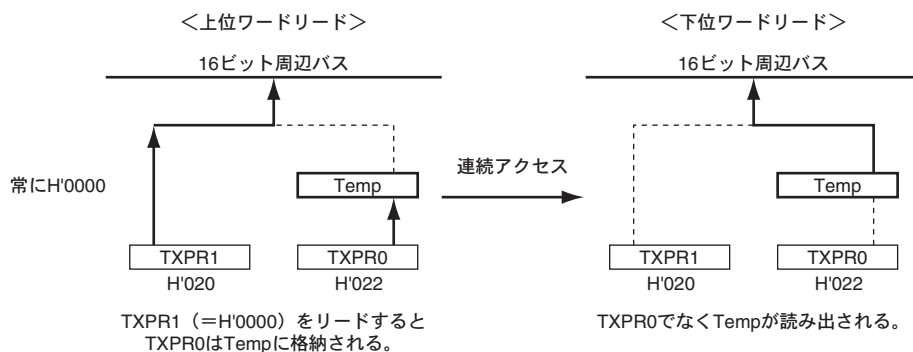 ＜上位ワードリード＞
16ビット周辺バス
常にH'0000
Temp
TXPR1
TXPR0
H'020
H'022
TXPR1（＝H'0000）をリードすると
TXPR0はTempに格納される。
連続アクセス
＜下位ワードリード＞
16ビット周辺バス
Temp
TXPR1
TXPR0
H'020
H'022
TXPR0でなくTempが読み出される。